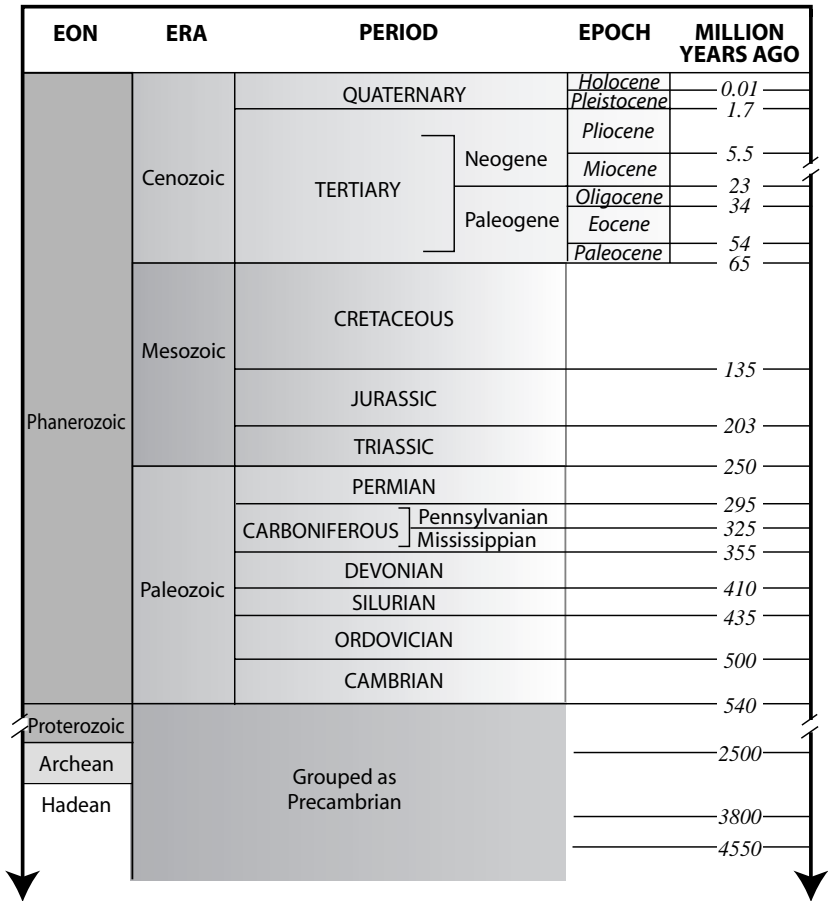 EON ERA PERIOD EPOCH MILLION
YEARS AGO
Holocene
QUATERNARY
0.01
Pleistocene
1.7
Pliocene
Neogene
5.5
Miocene
Cenozoic
TERTIARY
23
Oligocene
34
Paleogene
Eocene
54
Paleocene
65
CRETACEOUS
Mesozoic
135
JURASSIC
Phanerozoic
203
TRIASSIC
250
PERMIAN
295
Pennsylvanian
CARBONIFEROUS
325
Mississippian
355
DEVONIAN
Paleozoic
410
SILURIAN
435
ORDOVICIAN
500
CAMBRIAN
540
Proterozoic
2500
Archean
Grouped as
Precambrian
Hadean
3800
4550